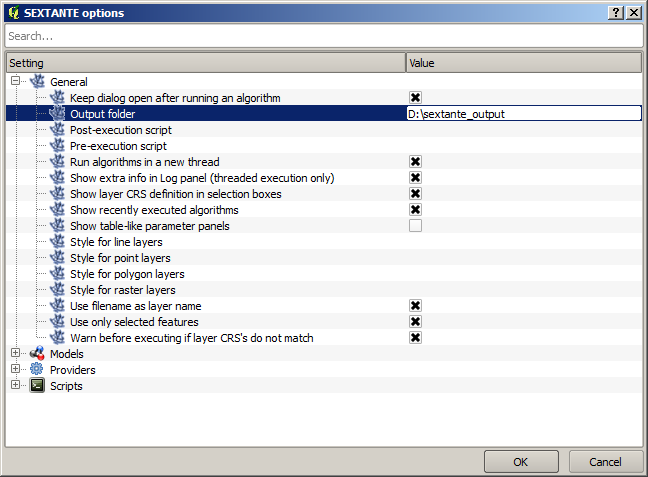 SEXTANTE options
Search...
Setting Value
General
Keep dialog open after running an algorithm
Output folder D:\sextante_output
Post-execution script
Pre-execution script
Run algorithms in a new thread
Show extra info in Log panel (threaded execution only)
Show layer CRS definition in selection boxes
Show recently executed algorithms
Show table-like parameter panels
Style for line layers
Style for point layers
Style for polygon layers
Style for raster layers
Use filename as layer name
Use only selected features
Warn before executing if layer CRS's do not match
Models
Providers
Scripts
OK Cancel